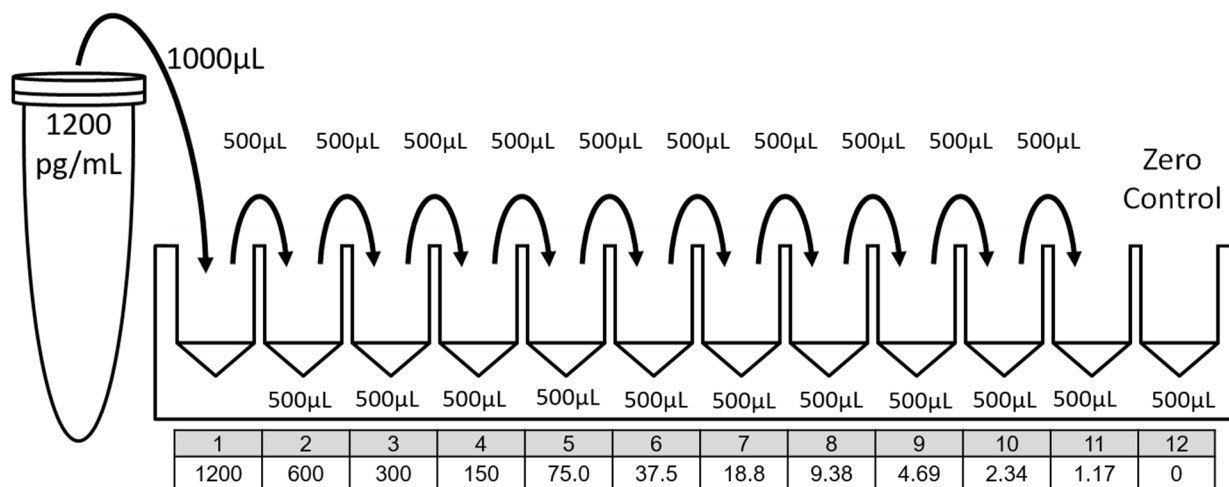 1000µL
1200
pg/mL
500µL 500µL 500µL 500µL 500µL 500µL 500µL 500µL 500µL 500µL
Zero
Control
500µL 500µL 500µL 500µL 500µL 500µL 500µL 500µL 500µL 500µL 500µL
1 2 3 4 5 6 7 8 9 10 11 12
1200 600 300 150 75.0 37.5 18.8 9.38 4.69 2.34 1.17 0